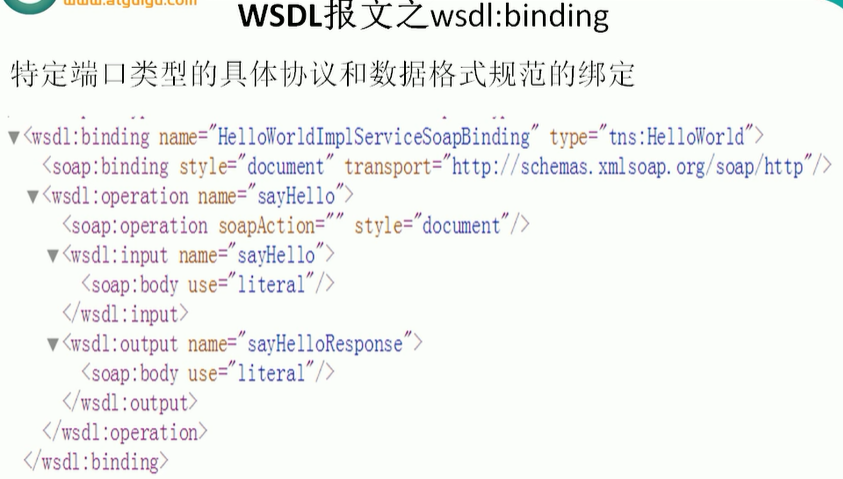 www.atguigu.com
WSDL报文之wsdl:binding
特定端口类型的具体协议和数据格式规范的绑定
▼<wsdl:binding name="HelloWorldImplServiceSoapBinding" type="tns:HelloWorld">
<soap:binding style="document" transport="http://schemas.xmlsoap.org/soap/http"/>
▼<wsdl:operation name="sayHello">
<soap:operation soapAction="" style="document"/>
▼<wsdl:input name="sayHello">
<soap:body use="literal"/>
</wsdl:input>
▼<wsdl:output name="sayHelloResponse">
<soap:body use="literal"/>
</wsdl:output>
</wsdl:operation>
</wsdl:binding>